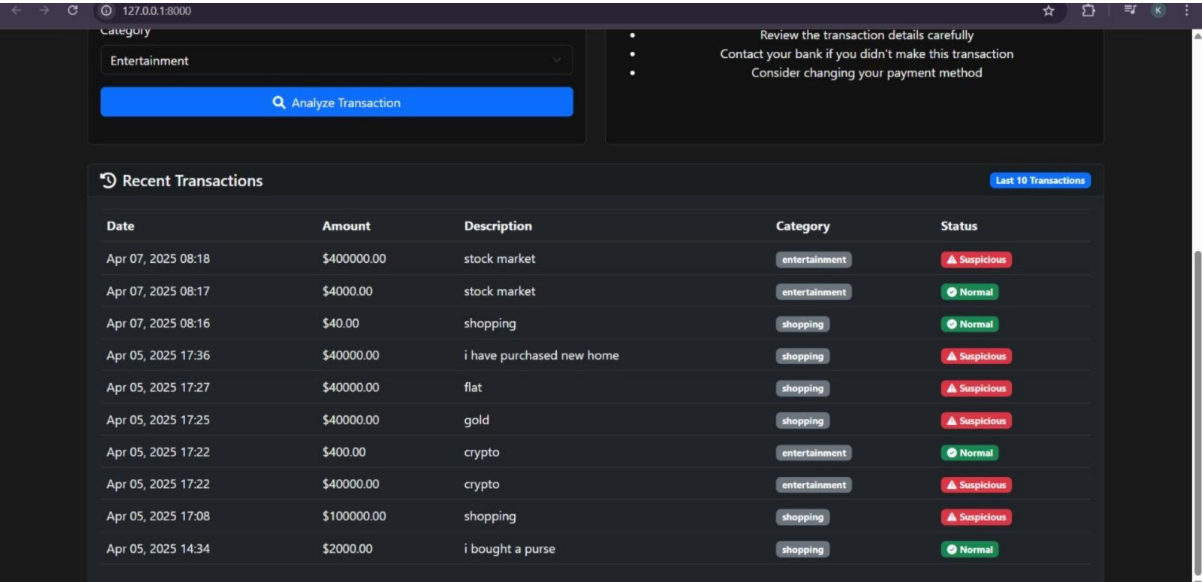 127.0.0.1:8000
K
Category
Entertainment
Analyze Transaction
Review the transaction details carefully
Contact your bank if you didn't make this transaction
Consider changing your payment method
Recent Transactions
Last 10 Transactions
Date Amount Description Category Status
Apr 07, 2025 08:18 $400000.00 stock market entertainment Suspicious
Apr 07, 2025 08:17 $4000.00 stock market entertainment Normal
Apr 07, 2025 08:16 $40.00 shopping shopping Normal
Apr 05, 2025 17:36 $40000.00 i have purchased new home shopping Suspicious
Apr 05, 2025 17:27 $40000.00 flat shopping Suspicious
Apr 05, 2025 17:25 $40000.00 gold shopping Suspicious
Apr 05, 2025 17:22 $400.00 crypto entertainment Normal
Apr 05, 2025 17:22 $40000.00 crypto entertainment Suspicious
Apr 05, 2025 17:08 $100000.00 shopping shopping Suspicious
Apr 05, 2025 14:34 $2000.00 i bought a purse shopping Normal